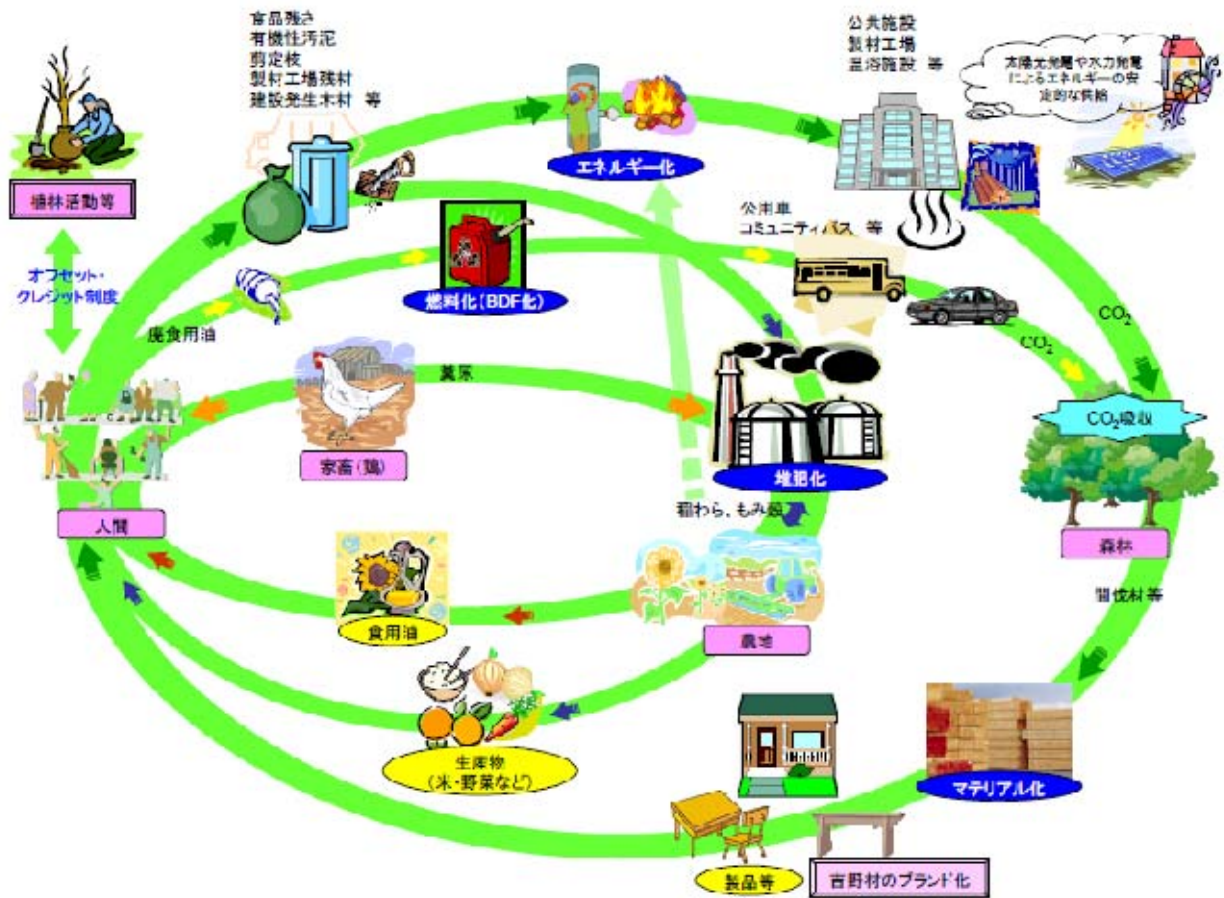 食品残さ
有機性汚泥
剪定枝
製材工場残材
建設発生木材 等
公共施設
製材工場
温浴施設 等
太陽光発電や水力発電
によるエネルギーの安
定的な供給
植林活動等
エネルギー化
オフセット・
クレジット制度
燃料化(BDF化)
公用車
コミュニティバス 等
廃食用油
CO₂
CO₂
糞尿
CO₂吸収
家畜(鶏)
堆肥化
人間
稲わら、もみ殻
森林
間伐材等
食用油
農地
生産物
(米・野菜など)
マテリアル化
製品等
吉野材のブランド化